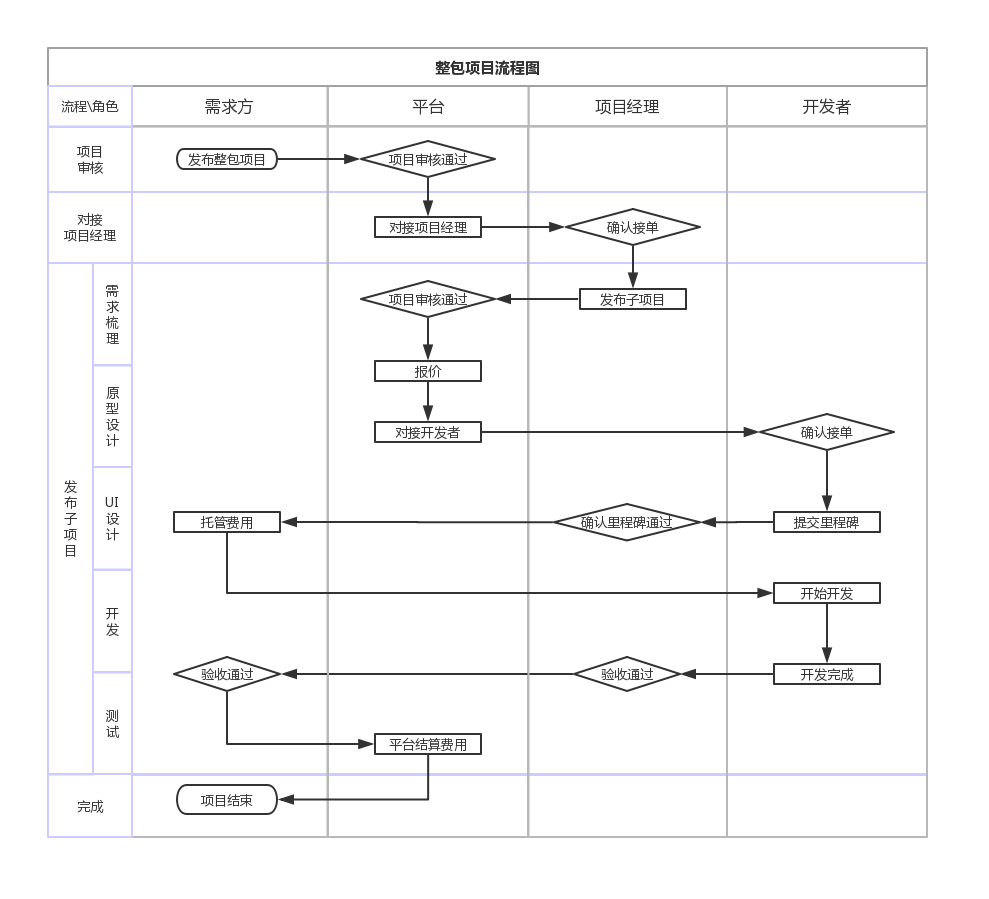 整包项目流程图
流程\角色
需求方
平台
项目经理
开发者
项目
审核
发布整包项目
项目审核通过
对接
项目经理
对接项目经理
确认接单
发布子项目
需求梳理
项目审核通过
发布子项目
报价
原型设计
对接开发者
确认接单
UI
设计
托管费用
确认里程碑通过
提交里程碑
开发
开始开发
验收通过
验收通过
开发完成
测试
平台结算费用
完成
项目结束